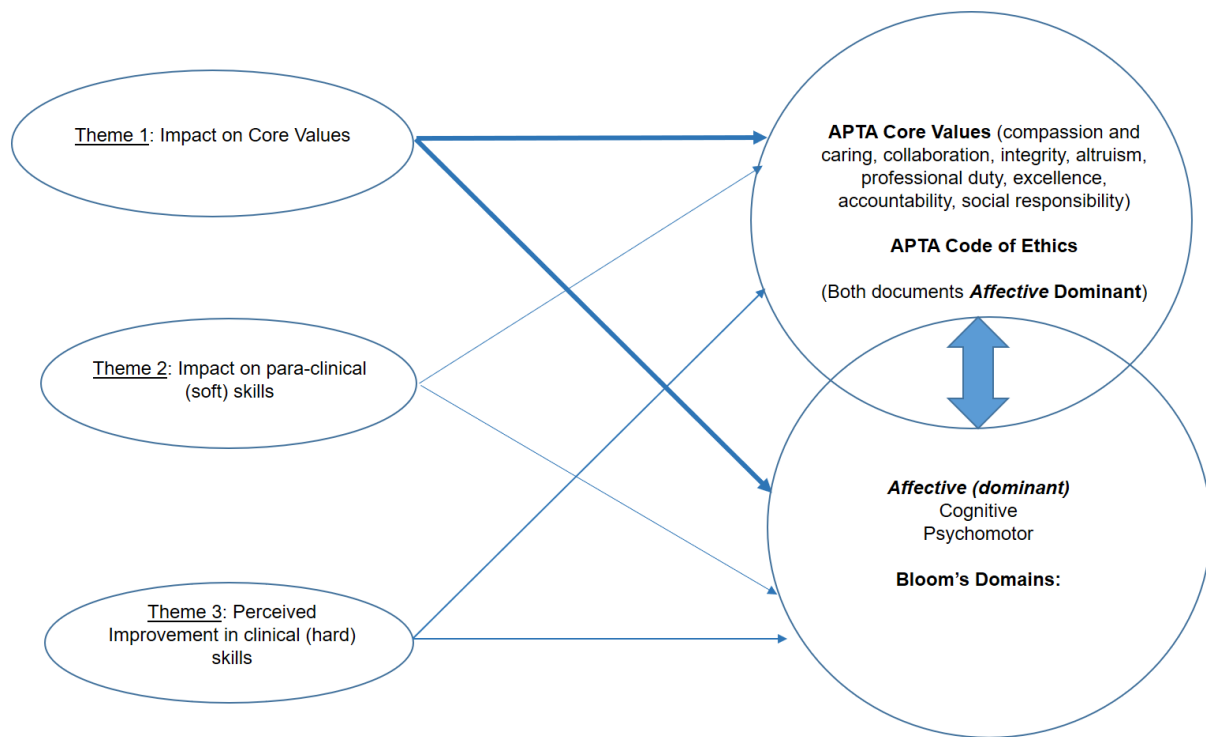 Theme 1: Impact on Core Values
Theme 2: Impact on para-clinical
(soft) skills
Theme 3: Perceived
Improvement in clinical (hard)
skills
APTA Core Values (compassion and
caring, collaboration, integrity, altruism,
professional duty, excellence,
accountability, social responsibility)
APTA Code of Ethics
(Both documents Affective Dominant)
Affective (dominant)
Cognitive
Psychomotor
Bloom's Domains: